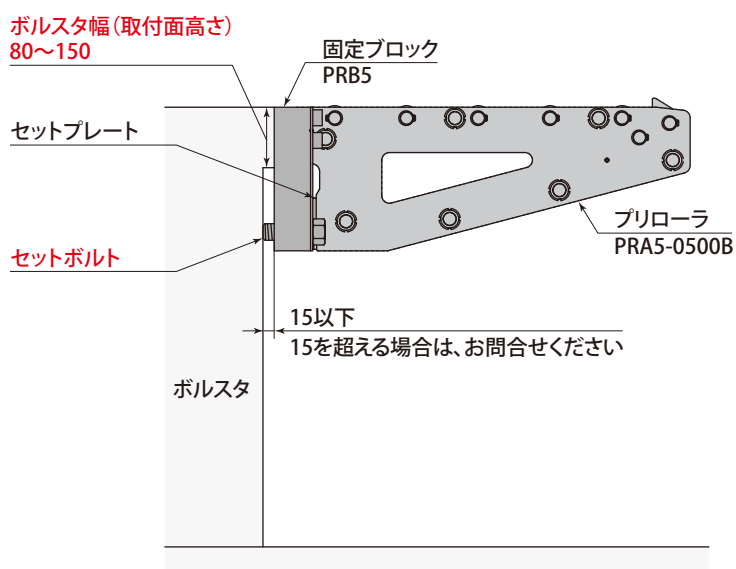 ボルスタ幅（取付面高さ）
80～150
固定ブロック
PRB5
セットプレート
プリローラ
PRA5-0500B
セットボルト
15以下
15を超える場合は、お問合せください
ボルスタ